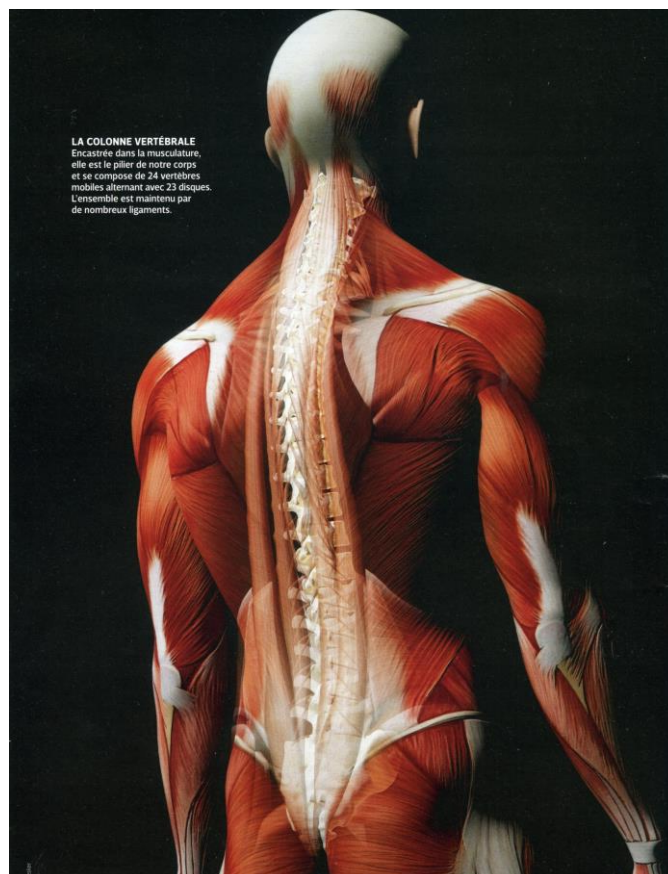 LA COLONNE VERTÉBRALE
Encastrée dans la musculature,
elle est le pilier de notre corps
et se compose de 24 vertèbres
mobiles alternant avec 23 disques.
L'ensemble est maintenu par
de nombreux ligaments.